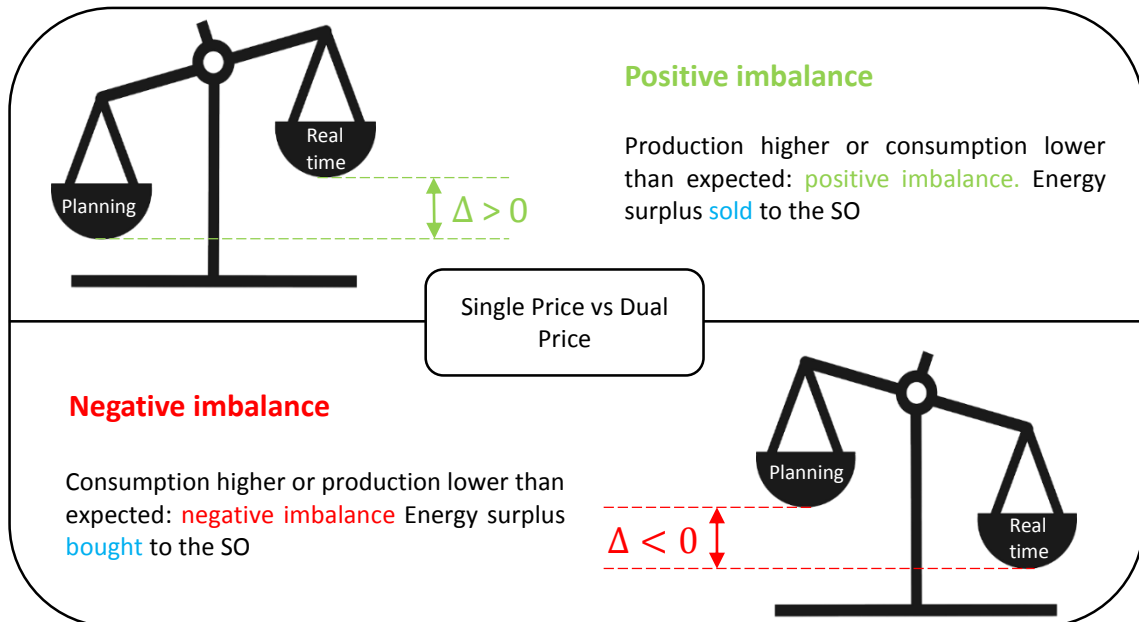 Real
time
Planning
Δ > 0
Positive imbalance
Production higher or consumption lower
than expected: positive imbalance. Energy
surplus sold to the SO
Single Price vs Dual
Price
Negative imbalance
Consumption higher or production lower than
expected: negative imbalance Energy surplus
bought to the SO
Planning
Δ < 0
Real
time